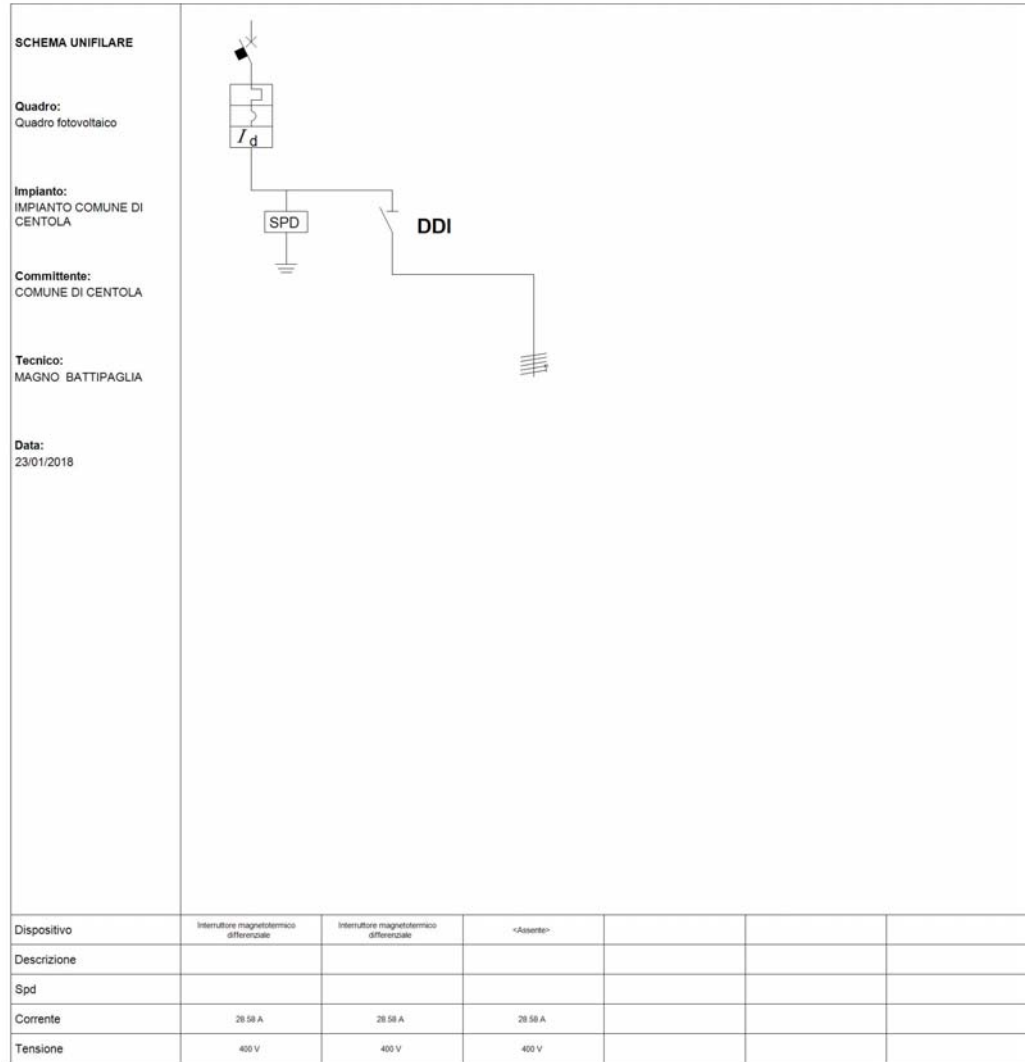 SCHEMA UNIFILARE
Quadro:
Quadro fotovoltaico
Impianto:
IMPIANTO COMUNE DI
CENTOLA
Committente:
COMUNE DI CENTOLA
Tecnico:
MAGNO BATTIPAGLIA
Data:
23/01/2018
I d
SPD
DDI
Dispositivo
Interruttore magnetotermico
differenziale
Interruttore magnetotermico
differenziale
<Assente>
Descrizione
Spd
Corrente
28.58 A
28.58 A
28.58 A
Tensione
400 V
400 V
400 V